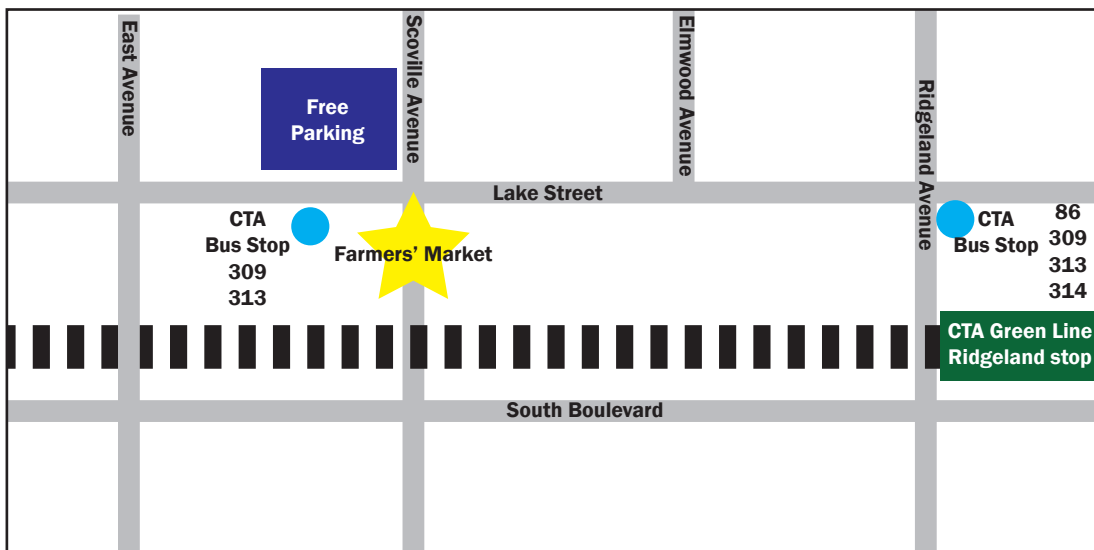 East Avenue
Scoville Avenue
Elmwood Avenue
Ridgeland Avenue
Free
Parking
Lake Street
CTA
Bus Stop
309
313
Farmers' Market
CTA
Bus Stop
86
309
313
314
CTA Green Line
Ridgeland stop
South Boulevard